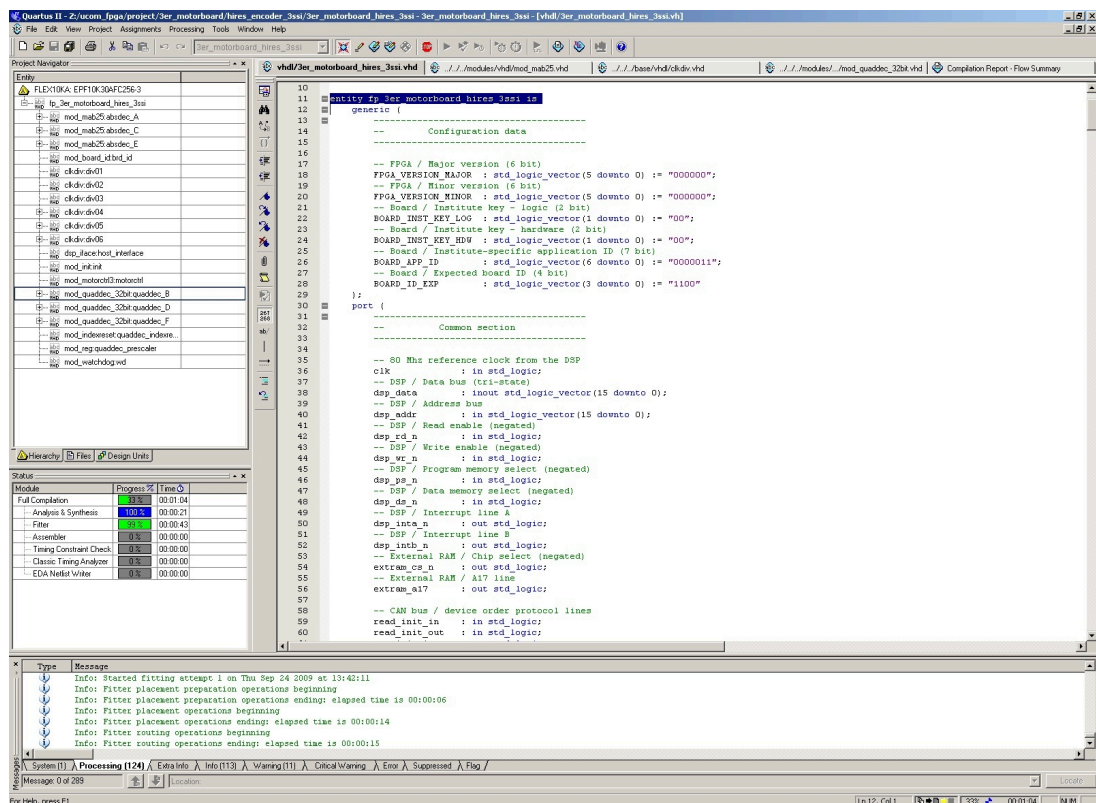 Quartus II - Z:/ucom_fpga/project/3er_motorboard/hires_encoder_3ssi/3er_motorboard_hires_3ssi - 3er_motorboard_hires_3ssi - [vhdl/3er_motorboard_hires_3ssi.vh]
File Edit View Project Assignments Processing Tools Window Help
3er_motorboard_hires_3ssi
Project Navigator
vhdl/3er_motorboard_hires_3ssi.vhd
../../../modules/vhdl/mod_mab25.vhd
../../../base/vhdl/clkdiv.vhd
../../../modules/.../mod_quaddec_32bit.vhd
Compilation Report - Flow Summary
Entity
FLEX10KA: EPF10K30AFC256-3
fp_3er_motorboard_hires_3ssi
mod_mab25:absdec_A
mod_mab25:absdec_C
mod_mab25:absdec_E
mod_board_id:brd_id
clkdiv:div01
clkdiv:div02
clkdiv:div03
clkdiv:div04
clkdiv:div05
clkdiv:div06
dsp_iface:host_interface
mod_init:init
mod_motorctrl3:motorctrl
mod_quaddec_32bit:quaddec_B
mod_quaddec_32bit:quaddec_D
mod_quaddec_32bit:quaddec_F
mod_indexreset:quaddec_indexre...
mod_reg:quaddec_prescaler
mod_watchdog:wd
Hierarchy Files Design Units
Status
Module Progress % Time
Full Compilation 33 % 00:01:04
Analysis & Synthesis 100 % 00:00:21
Fitter 99 % 00:00:43
Assembler 0 % 00:00:00
Timing Constraint Check 0 % 00:00:00
Classic Timing Analyzer 0 % 00:00:00
EDA Netlist Writer 0 % 00:00:00
10
11 entity fp_3er_motorboard_hires_3ssi is
12 generic (
13 ----------------------------------------
14 -- Configuration data
15 ----------------------------------------
16
17 -- FPGA / Major version (6 bit)
18 FPGA_VERSION_MAJOR : std_logic_vector(5 downto 0) := "000000";
19 -- FPGA / Minor version (6 bit)
20 FPGA_VERSION_MINOR : std_logic_vector(5 downto 0) := "000000";
21 -- Board / Institute key - logic (2 bit)
22 BOARD_INST_KEY_LOG : std_logic_vector(1 downto 0) := "00";
23 -- Board / Institute key - hardware (2 bit)
24 BOARD_INST_KEY_HDW : std_logic_vector(1 downto 0) := "00";
25 -- Board / Institute-specific application ID (7 bit)
26 BOARD_APP_ID : std_logic_vector(6 downto 0) := "0000011";
27 -- Board / Expected board ID (4 bit)
28 BOARD_ID_EXP : std_logic_vector(3 downto 0) := "1100"
29 );
30 port (
31 ----------------------------------------
32 -- Common section
33 ----------------------------------------
34
35 -- 80 Mhz reference clock from the DSP
36 clk : in std_logic;
37 -- DSP / Data bus (tri-state)
38 dsp_data : inout std_logic_vector(15 downto 0);
39 -- DSP / Address bus
40 dsp_addr : in std_logic_vector(15 downto 0);
41 -- DSP / Read enable (negated)
42 dsp_rd_n : in std_logic;
43 -- DSP / Write enable (negated)
44 dsp_wr_n : in std_logic;
45 -- DSP / Program memory select (negated)
46 dsp_ps_n : in std_logic;
47 -- DSP / Data memory select (negated)
48 dsp_ds_n : in std_logic;
49 -- DSP / Interrupt line A
50 dsp_inta_n : out std_logic;
51 -- DSP / Interrupt line B
52 dsp_intb_n : out std_logic;
53 -- External RAM / Chip select (negated)
54 extram_cs_n : out std_logic;
55 -- External RAM / A17 line
56 extram_a17 : out std_logic;
57
58 -- CAN bus / device order protocol lines
59 read_init_in : in std_logic;
60 read_init_out : in std_logic;
Type Message
Info: Started fitting attempt 1 on Thu Sep 24 2009 at 13:42:11
Info: Fitter placement preparation operations beginning
Info: Fitter placement preparation operations ending: elapsed time is 00:00:06
Info: Fitter placement operations beginning
Info: Fitter placement operations ending: elapsed time is 00:00:14
Info: Fitter routing operations beginning
Info: Fitter routing operations ending: elapsed time is 00:00:15
System (1) Processing (124) Extra Info Info (113) Warning (11) Critical Warning Error Suppressed Flag
Messages
Message: 0 of 289 Location: Locate
For Help, press F1 Ln 12, Col 1 33% 00:01:04 NUM